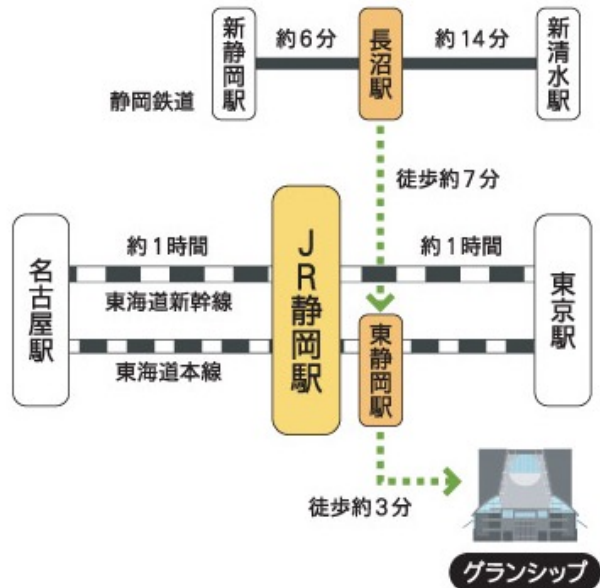 新静岡駅
約6分
長沼駅
約14分
新清水駅
静岡鉄道
徒歩約7分
名古屋駅
約1時間
JR静岡駅
約1時間
東京駅
東海道新幹線
東静岡駅
東海道本線
徒歩約3分
グランシップ